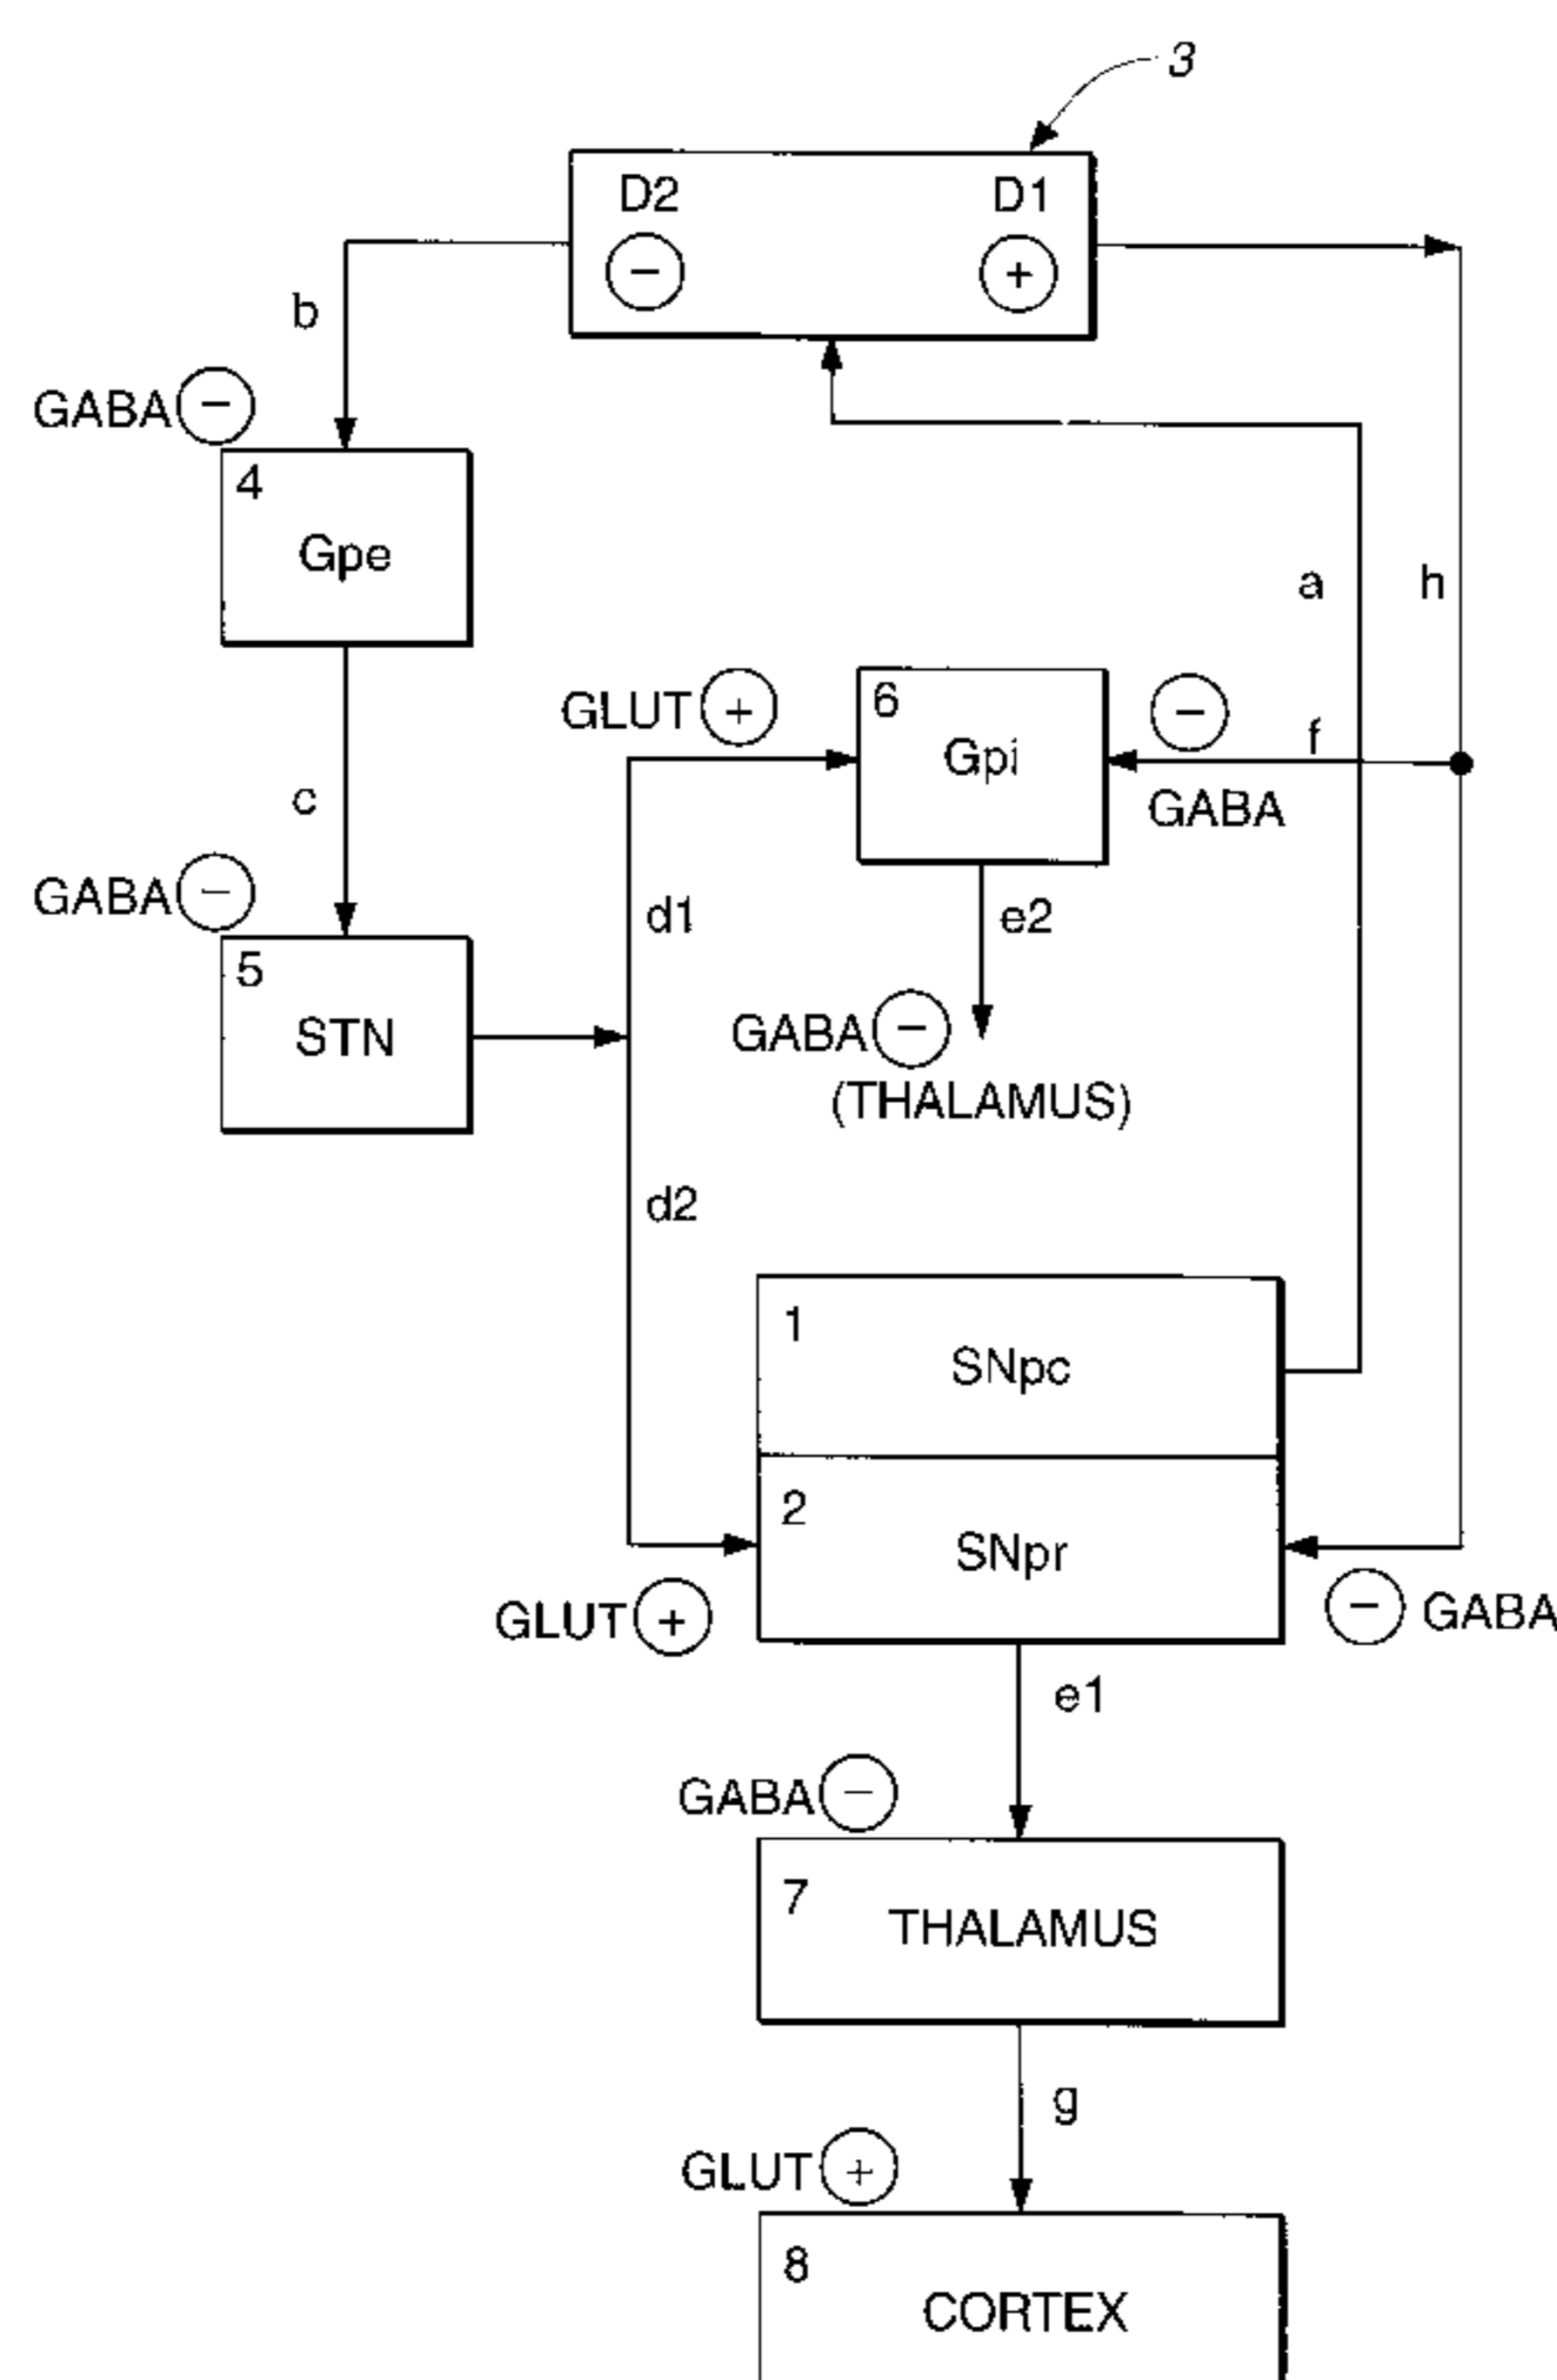 3
D2 D1
− +
b
GABA −
4
Gpe
a h
GLUT +
6
Gpi
−
f
GABA
c
GABA −
d1
e2
5
STN
GABA −
(THALAMUS)
d2
1
SNpc
2
SNpr
GLUT +
− GABA
e1
GABA −
7
THALAMUS
g
GLUT +
8
CORTEX